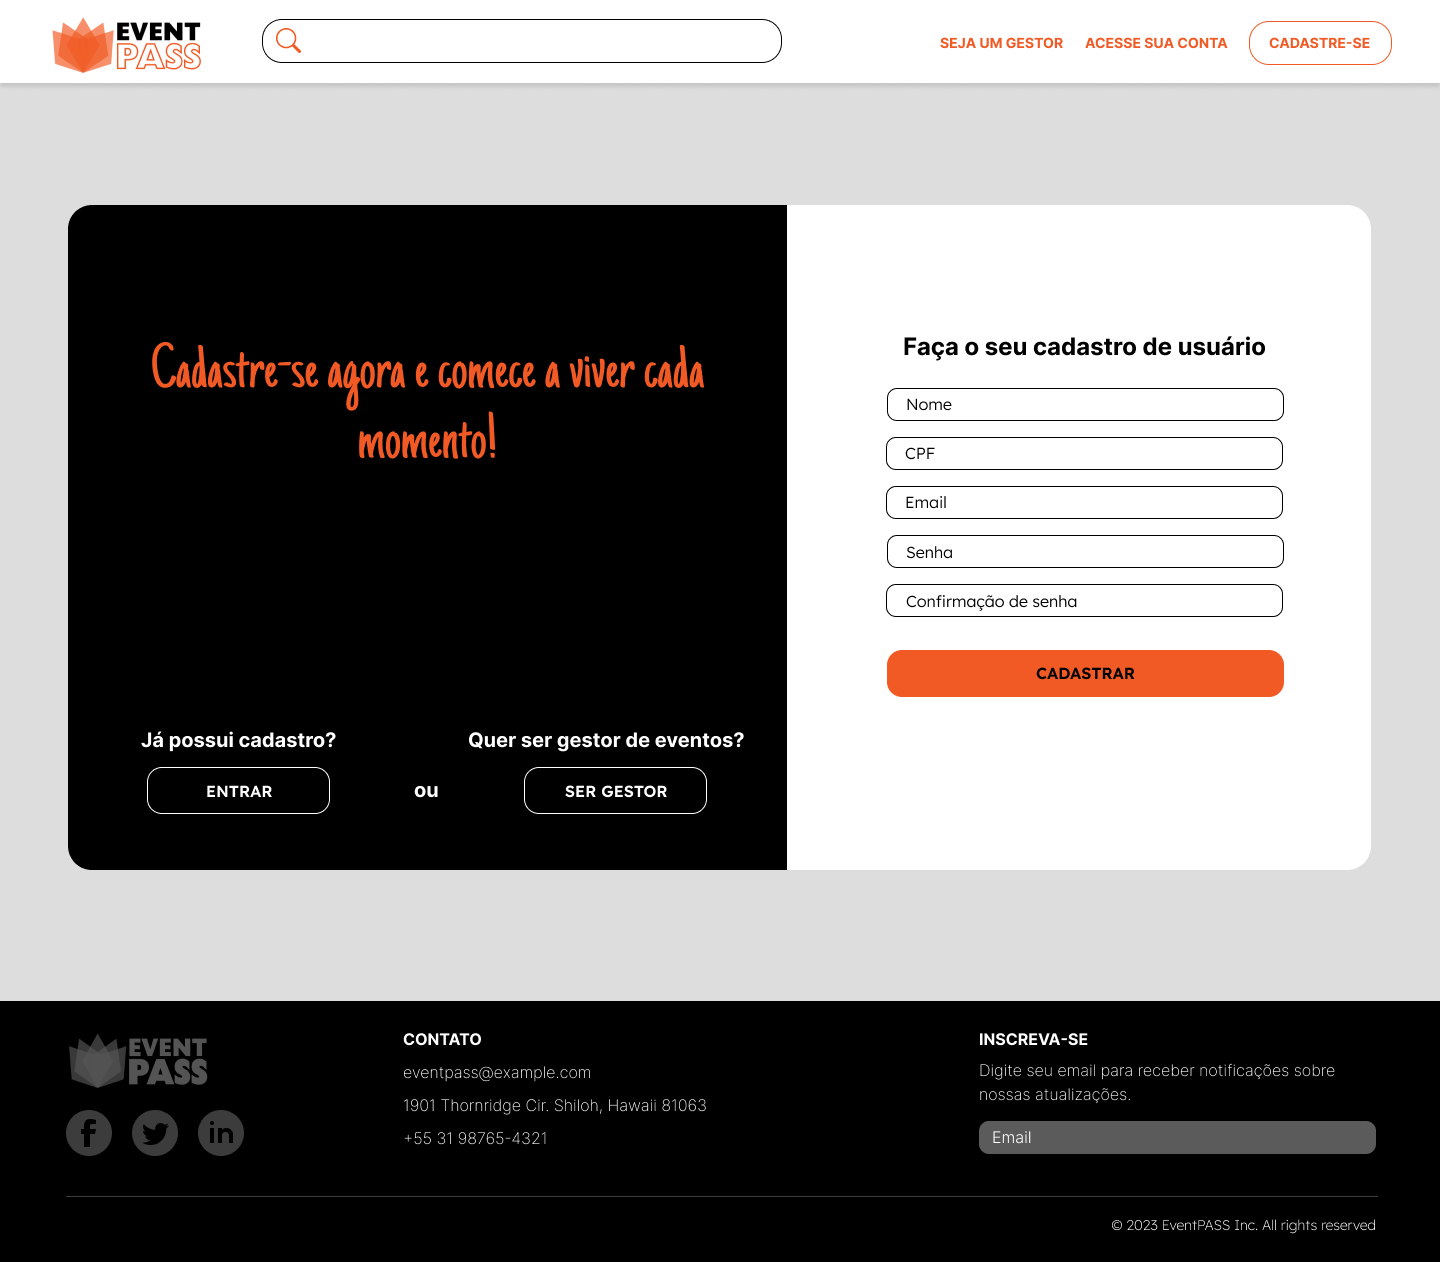 EVENT
PASS
SEJA UM GESTOR
ACESSE SUA CONTA
CADASTRE-SE
Cadastre-se agora e comece a viver cada
momento!
Já possui cadastro?
ENTRAR
ou
Quer ser gestor de eventos?
SER GESTOR
Faça o seu cadastro de usuário
Nome
CPF
Email
Senha
Confirmação de senha
CADASTRAR
EVENT
PASS
CONTATO
eventpass@example.com
1901 Thornridge Cir. Shiloh, Hawaii 81063
+55 31 98765-4321
INSCREVA-SE
Digite seu email para receber notificações sobre
nossas atualizações.
Email
© 2023 EventPASS Inc. All rights reserved